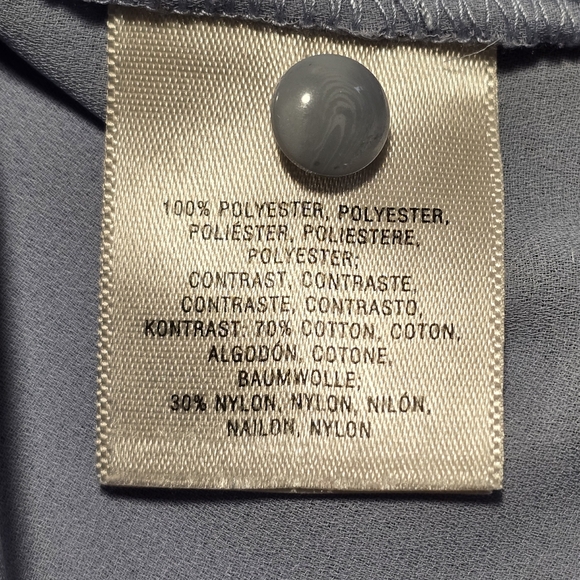 100% POLYESTER, POLYESTER,
POLIÉSTER, POLIESTERE,
POLYESTER;
CONTRAST, CONTRASTE,
CONTRASTE, CONTRASTO,
KONTRAST: 70% COTTON, COTON,
ALGODÓN, COTONE,
BAUMWOLLE;
30% NYLON, NYLON, NILÓN,
NAILON, NYLON